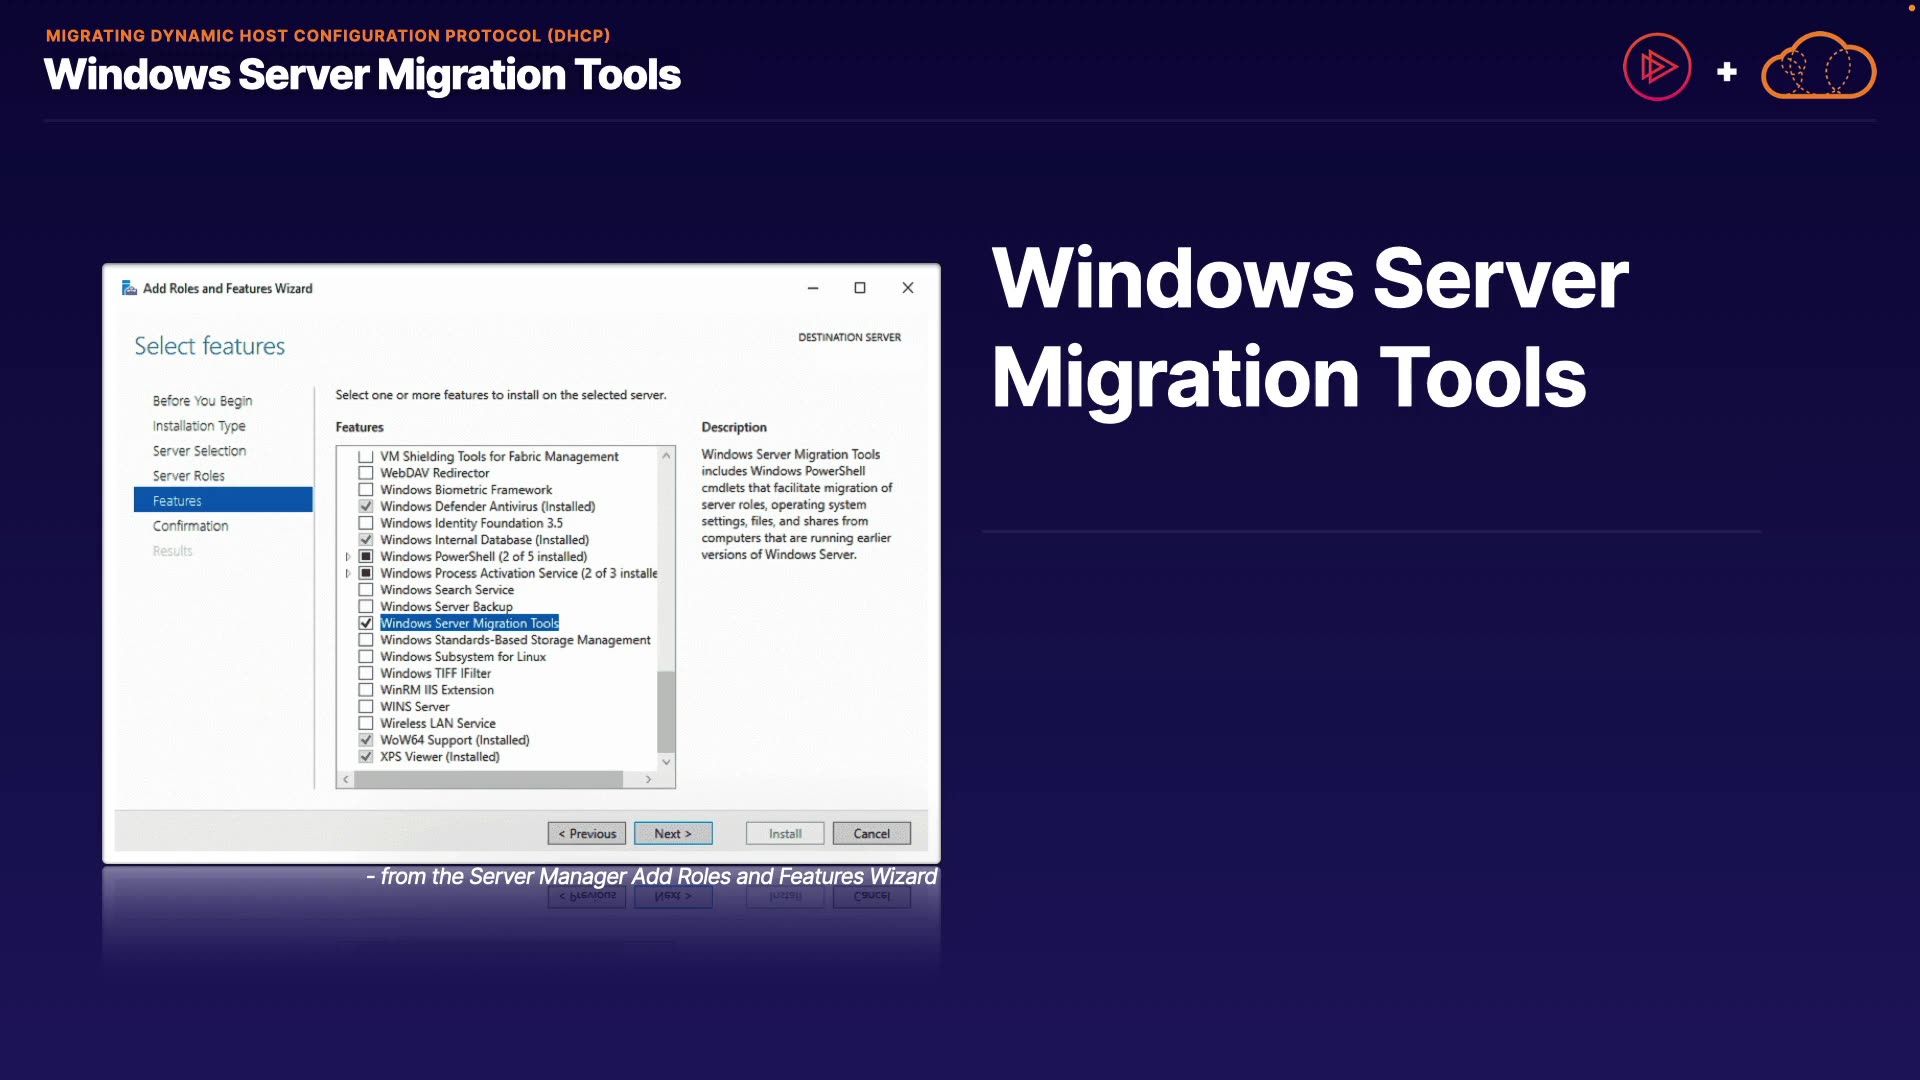 MIGRATING DYNAMIC HOST CONFIGURATION PROTOCOL (DHCP)
Windows Server Migration Tools
+
Add Roles and Features Wizard
Select features
DESTINATION SERVER
Before You Begin
Installation Type
Server Selection
Server Roles
Features
Confirmation
Results
Select one or more features to install on the selected server.
Features
VM Shielding Tools for Fabric Management
WebDAV Redirector
Windows Biometric Framework
Windows Defender Antivirus (Installed)
Windows Identity Foundation 3.5
Windows Internal Database (Installed)
Windows PowerShell (2 of 5 installed)
Windows Process Activation Service (2 of 3 installe
Windows Search Service
Windows Server Backup
Windows Server Migration Tools
Windows Standards-Based Storage Management
Windows Subsystem for Linux
Windows TIFF IFilter
WinRM IIS Extension
WINS Server
Wireless LAN Service
WoW64 Support (Installed)
XPS Viewer (Installed)
Description
Windows Server Migration Tools
includes Windows PowerShell
cmdlets that facilitate migration of
server roles, operating system
settings, files, and shares from
computers that are running earlier
versions of Windows Server.
< Previous
Next >
Install
Cancel
- from the Server Manager Add Roles and Features Wizard
Windows Server
Migration Tools